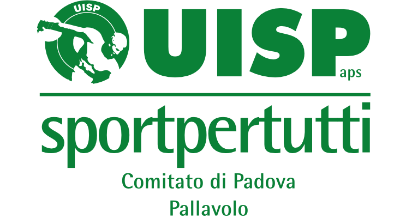 UISP
UISP aps
sportpertutti
Comitato di Padova
Pallavolo